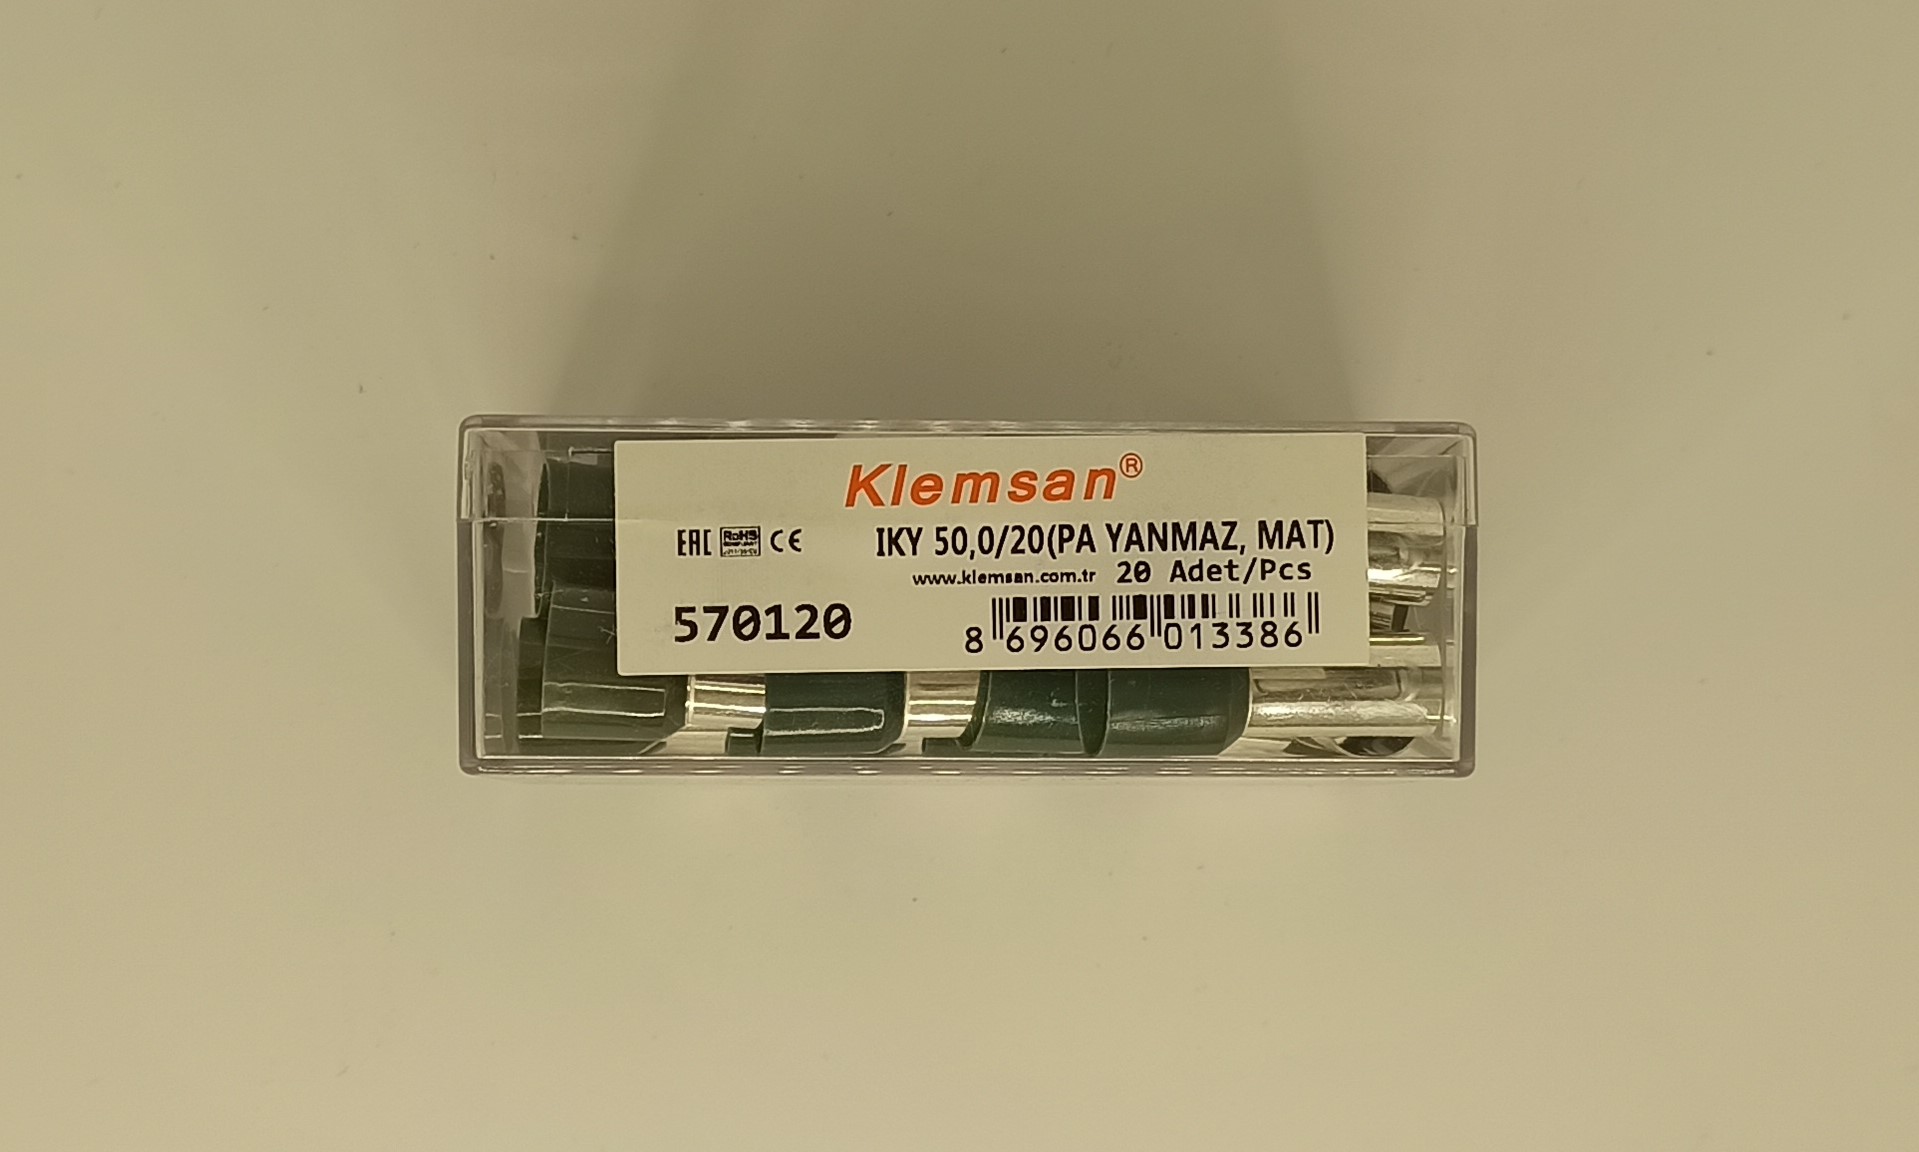 Klemsan®
EAC RoHS CE IKY 50,0/20(PA YANMAZ, MAT)
www.klemsan.com.tr 20 Adet/Pcs
570120
8 696066 013386